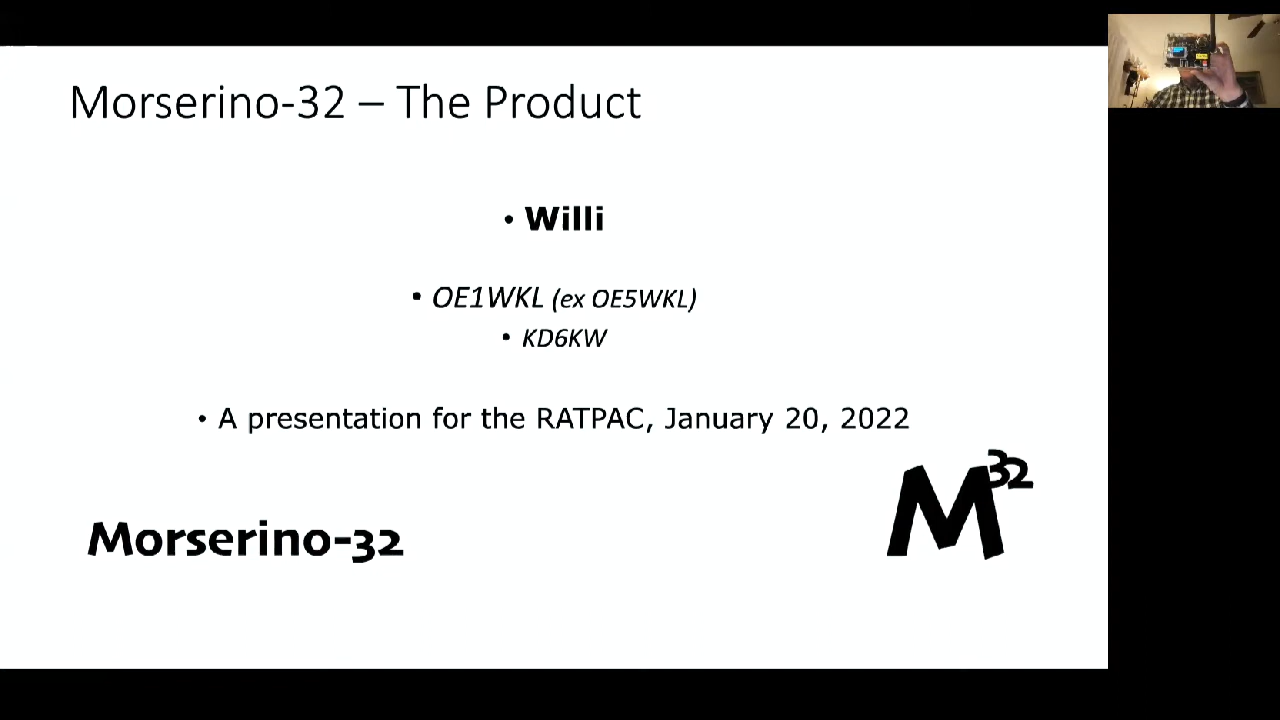 Morserino-32 – The Product
• Willi
• OE1WKL (ex OE5WKL)
• KD6KW
• A presentation for the RATPAC, January 20, 2022
M32
Morserino-32